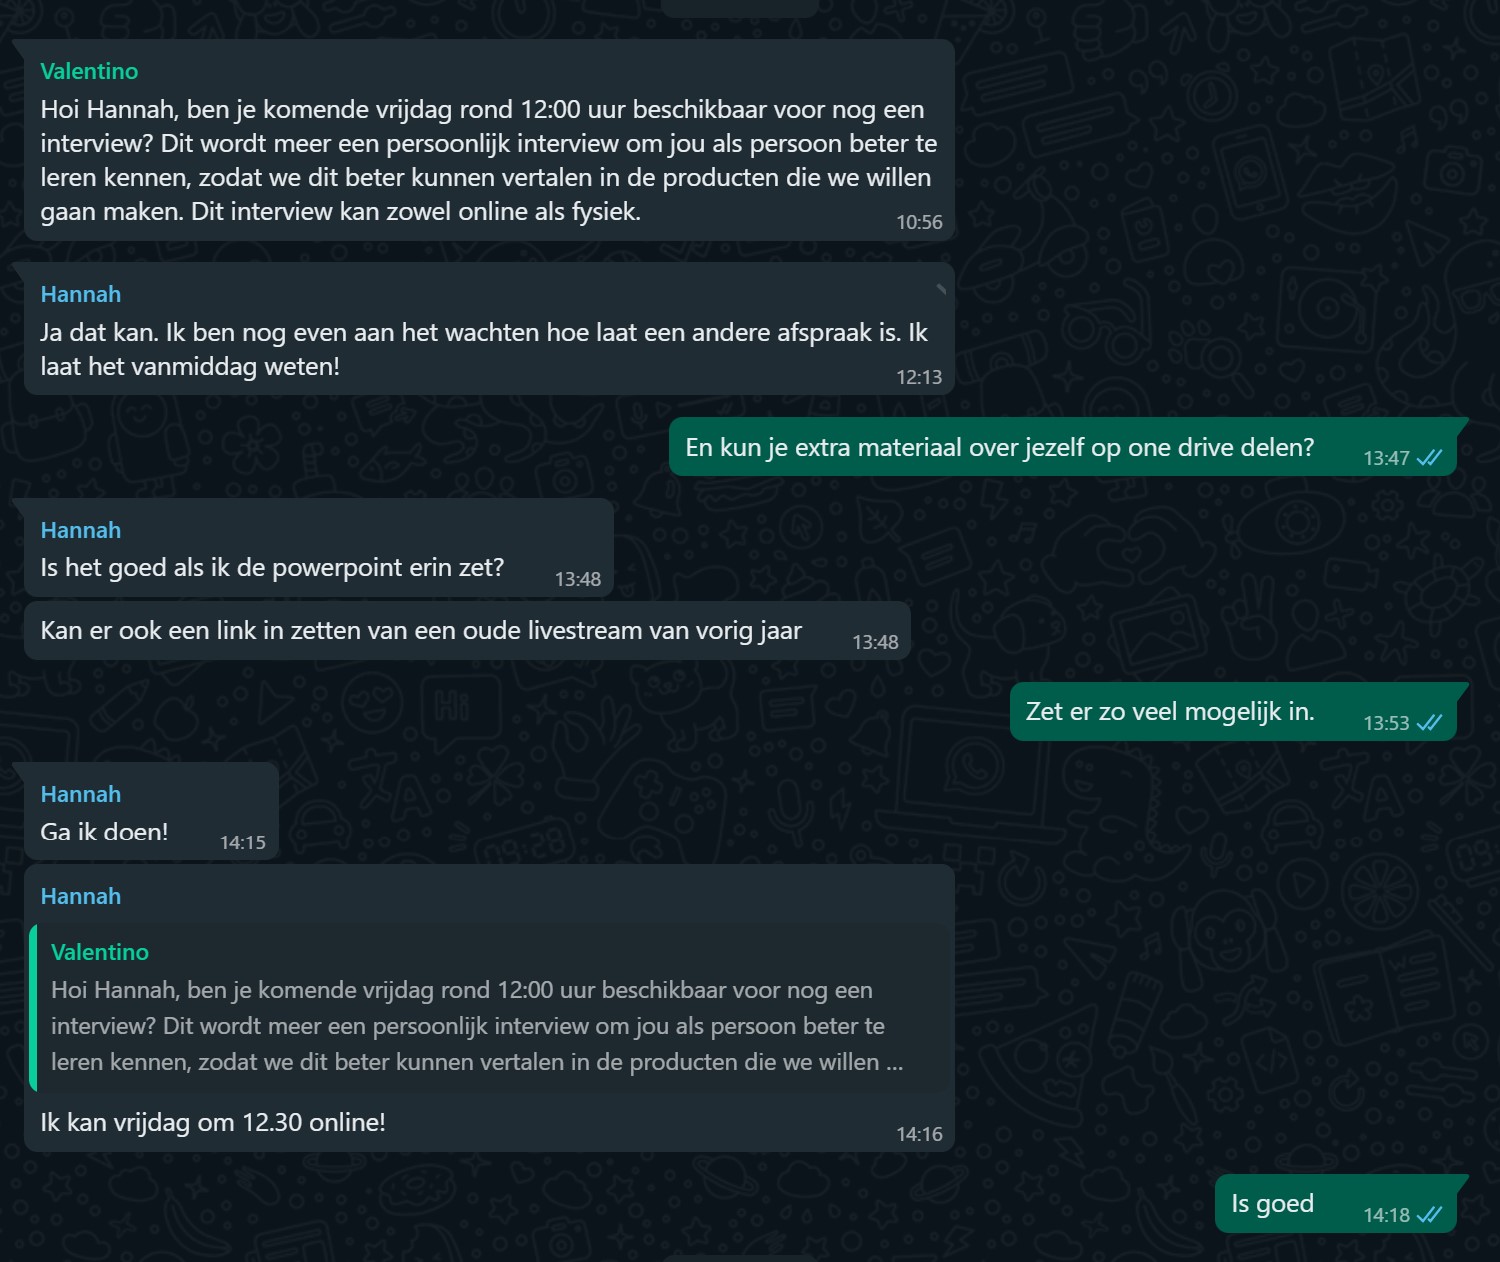 Valentino
Hoi Hannah, ben je komende vrijdag rond 12:00 uur beschikbaar voor nog een
interview? Dit wordt meer een persoonlijk interview om jou als persoon beter te
leren kennen, zodat we dit beter kunnen vertalen in de producten die we willen
gaan maken. Dit interview kan zowel online als fysiek.
10:56
Hannah
Ja dat kan. Ik ben nog even aan het wachten hoe laat een andere afspraak is. Ik
laat het vanmiddag weten!
12:13
En kun je extra materiaal over jezelf op one drive delen?
13:47
Hannah
Is het goed als ik de powerpoint erin zet?
13:48
Kan er ook een link in zetten van een oude livestream van vorig jaar
13:48
Zet er zo veel mogelijk in.
13:53
Hannah
Ga ik doen!
14:15
Hannah
Valentino
Hoi Hannah, ben je komende vrijdag rond 12:00 uur beschikbaar voor nog een
interview? Dit wordt meer een persoonlijk interview om jou als persoon beter te
leren kennen, zodat we dit beter kunnen vertalen in de producten die we willen ...
Ik kan vrijdag om 12.30 online!
14:16
Is goed
14:18